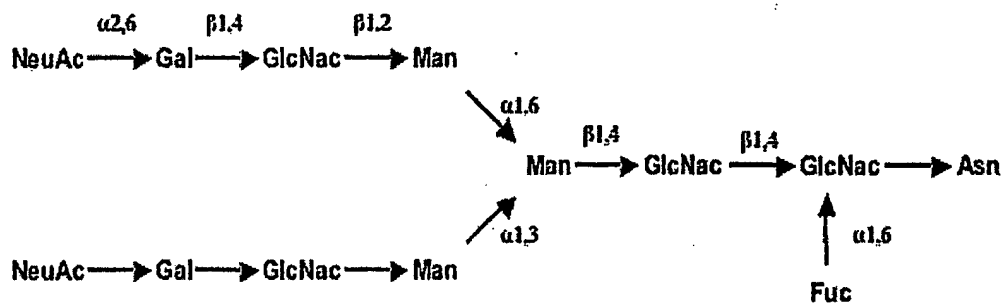 α2,6 β1,4 β1,2
NeuAc Gal GlcNac Man
α1,6
β1,4 β1,4
Man GlcNac GlcNac Asn
α1,3 α1,6
NeuAc Gal GlcNac Man
Fuc